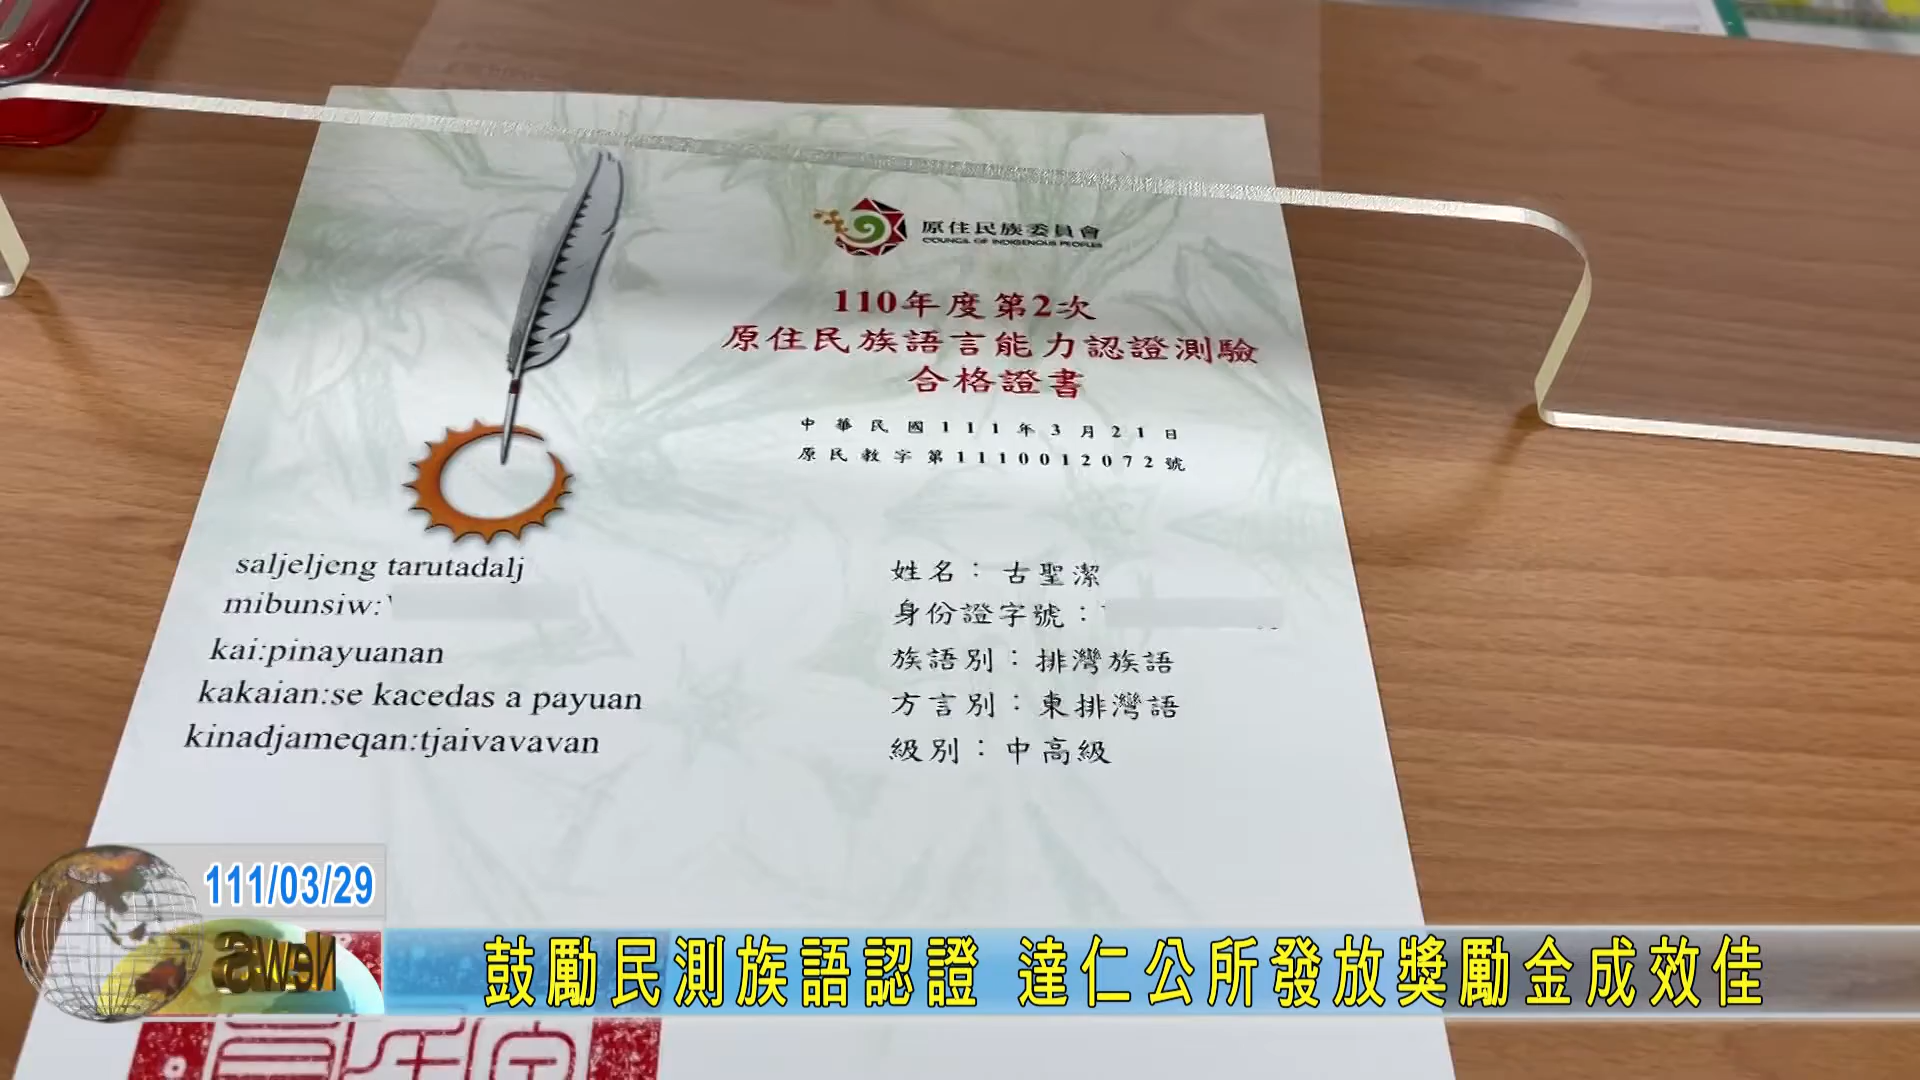 原住民族委員會
COUNCIL OF INDIGENOUS PEOPLES
110年度第2次
原住民族語言能力認證測驗
合格證書
中華民國111年3月21日
原民教字第1110012072號
saljeljeng tarutadalj
mibunsiw:
kai:pinayuanan
kakaian:se kacedas a payuan
kinadjameqan:tjaivavavan
姓名：古聖潔
身份證字號：
族語別：排灣族語
方言別：東排灣語
級別：中高級
111/03/29
News
鼓勵民測族語認證 達仁公所發放獎勵金成效佳